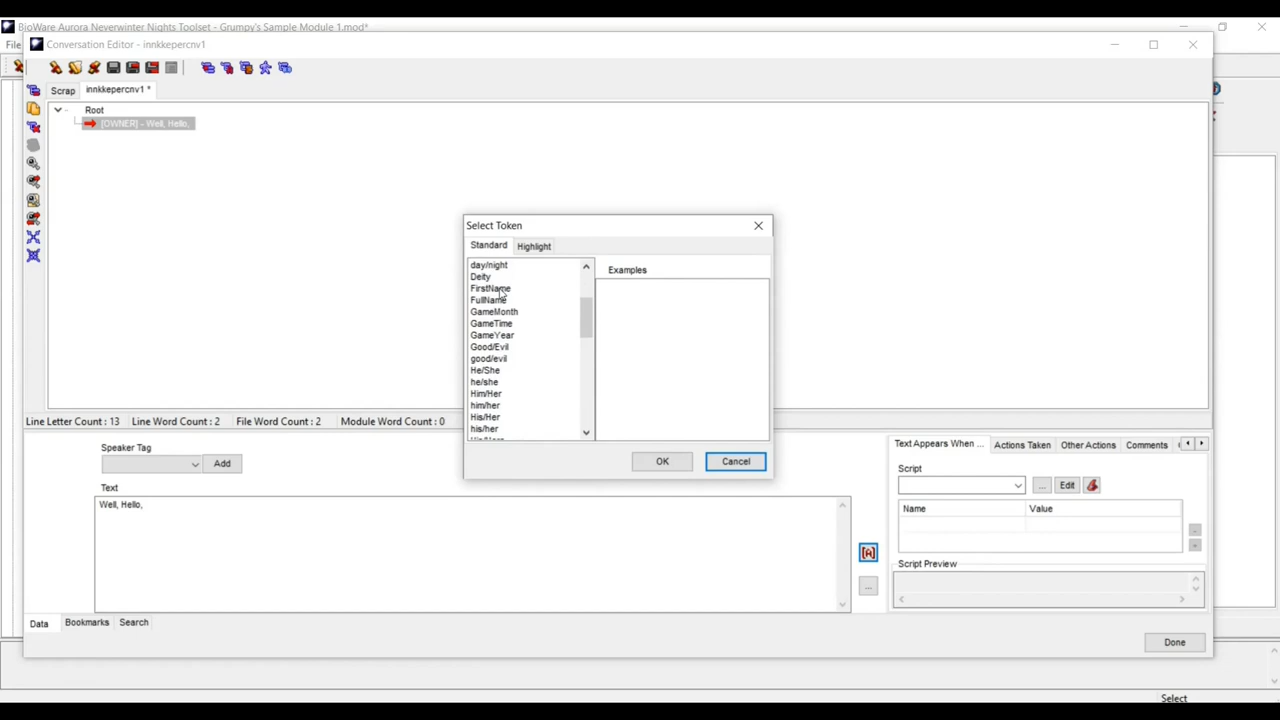 BioWare Aurora Neverwinter Nights Toolset - Grumpy's Sample Module 1.mod*
File
Conversation Editor - innkkepercnv1
Scrap
innkkepercnv1 *
Root
[OWNER] - Well, Hello,
Select Token
Standard
Highlight
day/night
Deity
FirstName
FullName
GameMonth
GameTime
GameYear
Good/Evil
good/evil
He/She
he/she
Him/Her
him/her
His/Her
his/her
Examples
OK
Cancel
Line Letter Count : 13
Line Word Count : 2
File Word Count : 2
Module Word Count : 0
Speaker Tag
Add
Text
Well, Hello,
[A]
...
Text Appears When ...
Actions Taken
Other Actions
Comments
Script
...
Edit
Name
Value
Script Preview
Data
Bookmarks
Search
Done
Select